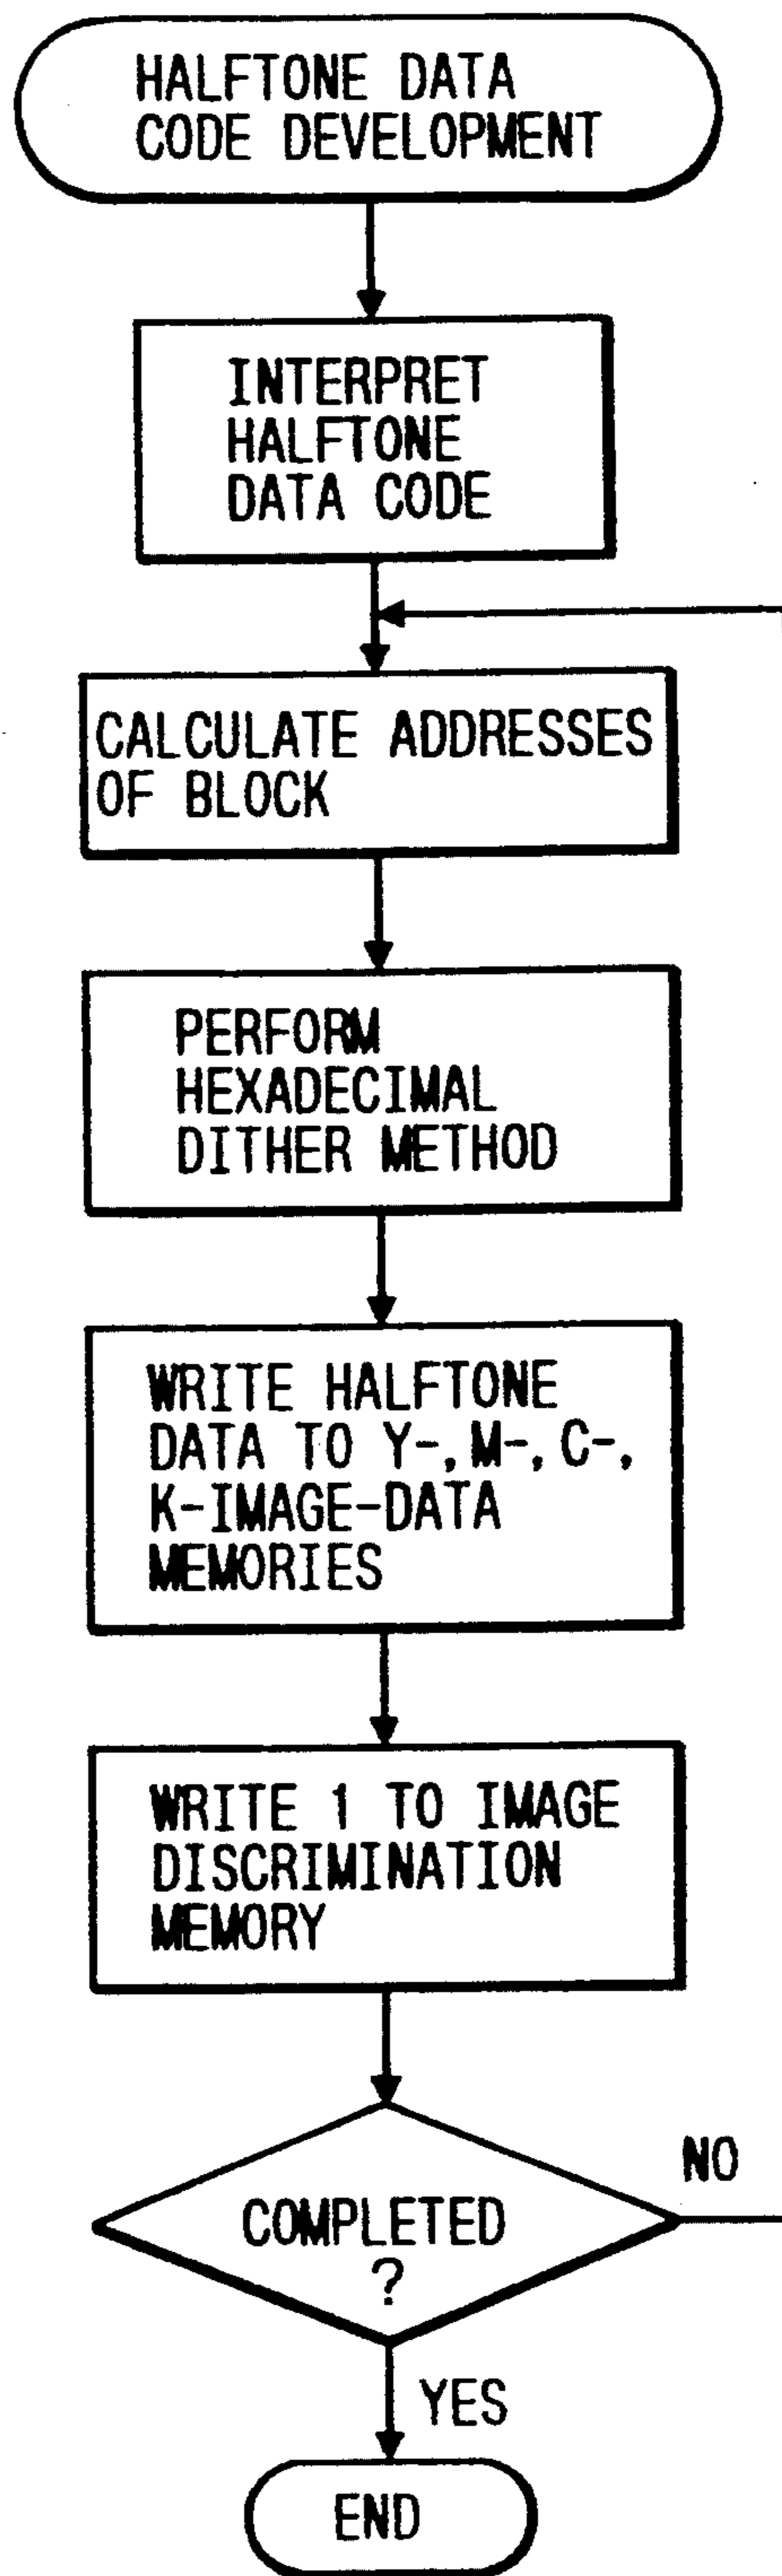 HALFTONE DATA
CODE DEVELOPMENT
INTERPRET
HALFTONE
DATA CODE
CALCULATE ADDRESSES
OF BLOCK
PERFORM
HEXADECIMAL
DITHER METHOD
WRITE HALFTONE
DATA TO Y-, M-, C-,
K-IMAGE-DATA
MEMORIES
WRITE 1 TO IMAGE
DISCRIMINATION
MEMORY
NO
COMPLETED
?
YES
END